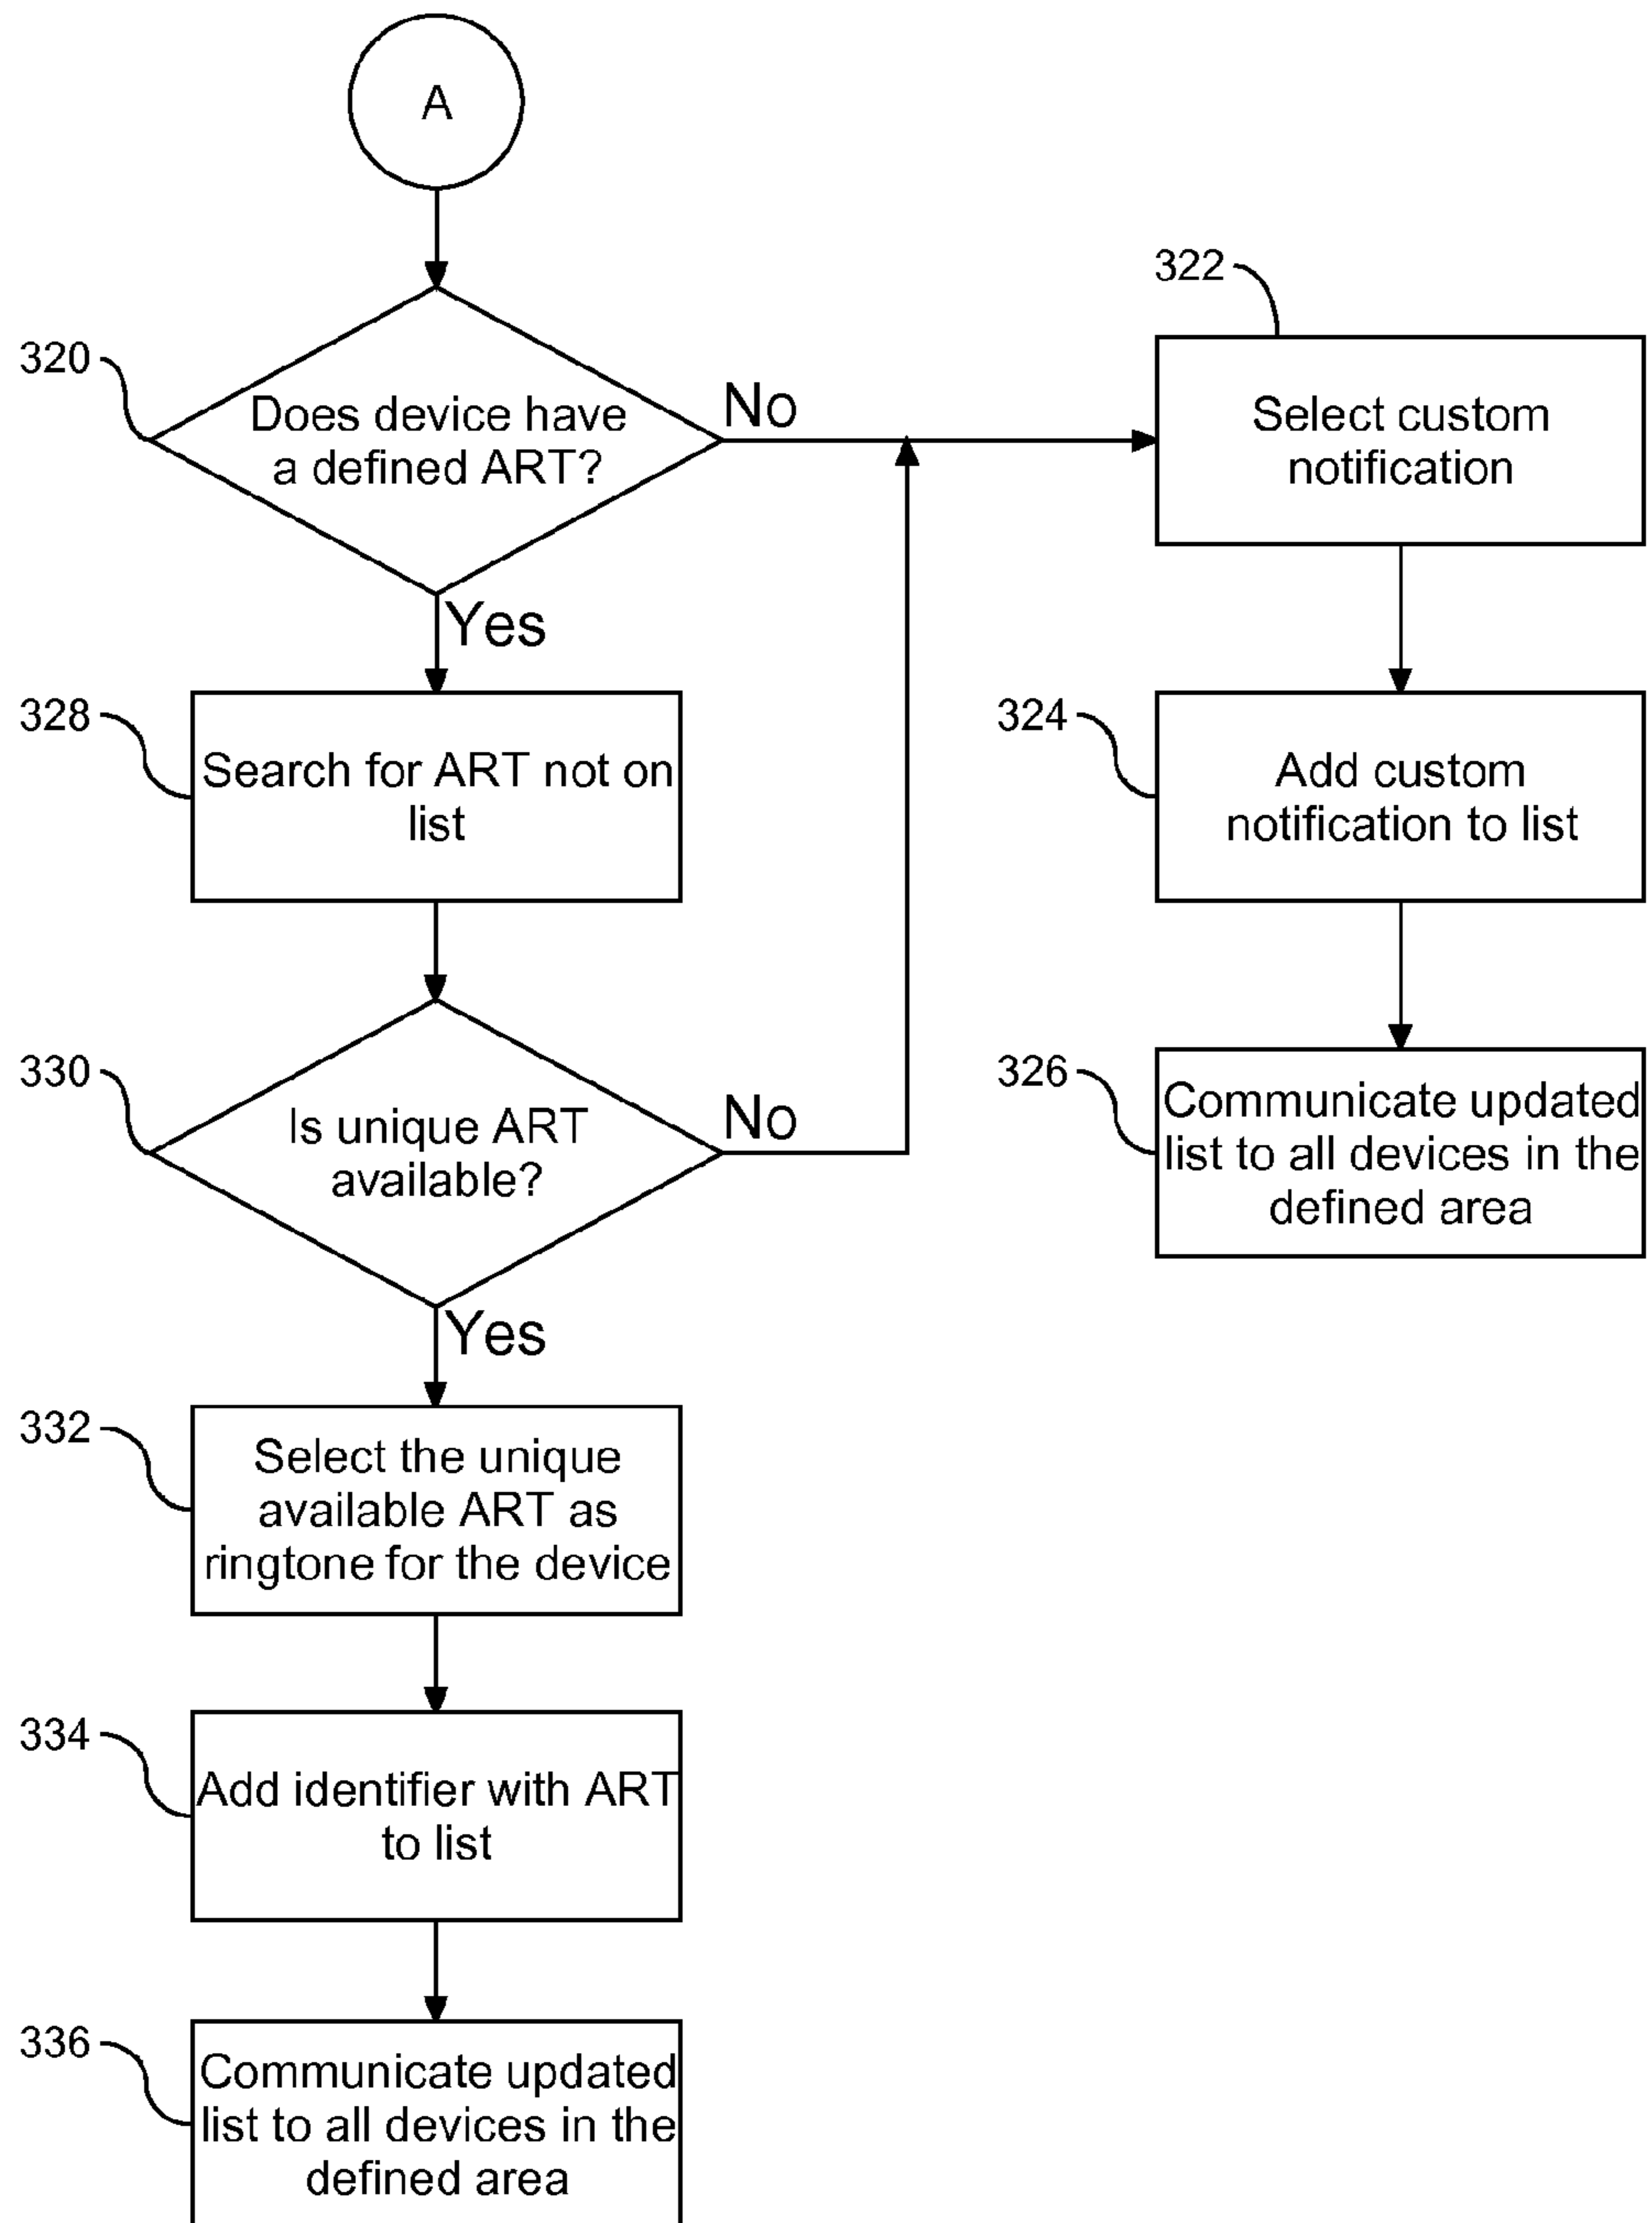 A
320
Does device have
a defined ART?
No
Yes
322
Select custom
notification
328
Search for ART not on
list
324
Add custom
notification to list
330
Is unique ART
available?
No
Yes
326
Communicate updated
list to all devices in the
defined area
332
Select the unique
available ART as
ringtone for the device
334
Add identifier with ART
to list
336
Communicate updated
list to all devices in the
defined area